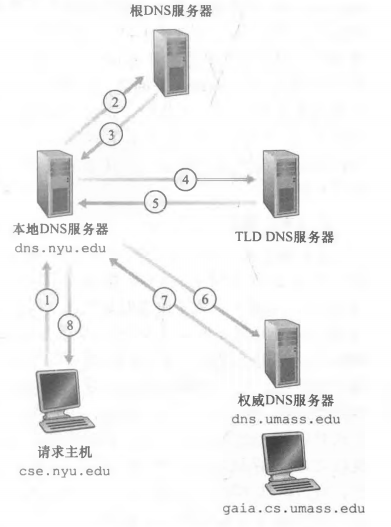 根DNS服务器
2
3
4
5
本地DNS服务器
dns.nyu.edu
TLD DNS服务器
1
8
7
6
权威DNS服务器
dns.umass.edu
请求主机
cse.nyu.edu
gaia.cs.umass.edu